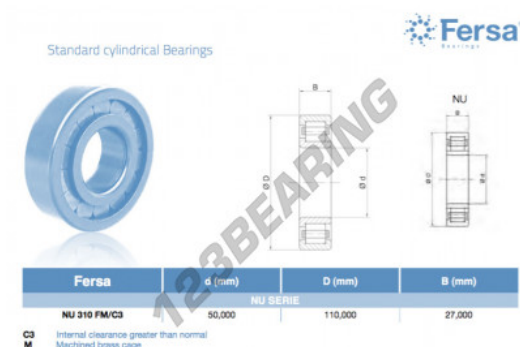 Fersa
Bearings
Standard cylindrical Bearings
B
Ø D
Ø d
NU
B
Ø D
Ø d
123BEARING
Fersa d (mm) D (mm) B (mm)
NU SERIE
NU 310 FM/C3 50,000 110,000 27,000
C3 Internal clearance greater than normal
M Machined brass cage